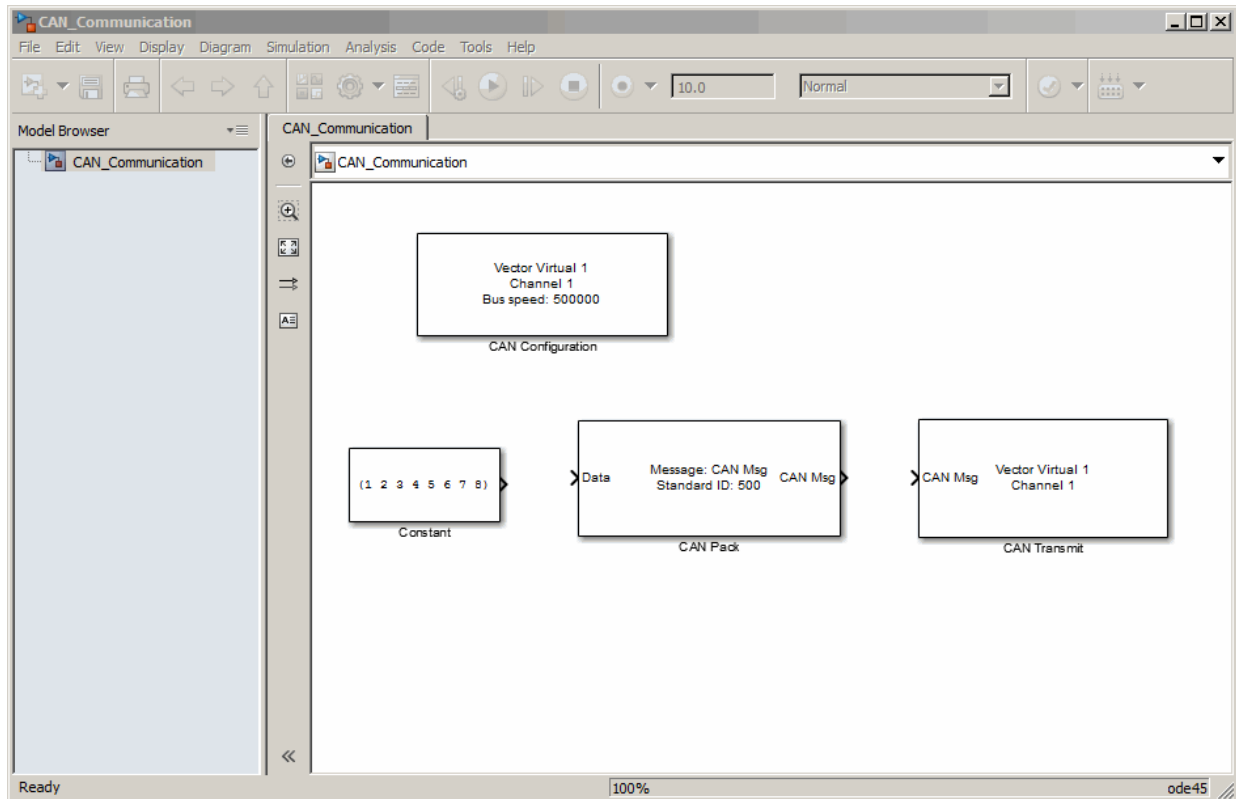 CAN_Communication
File Edit View Display Diagram Simulation Analysis Code Tools Help
10.0 Normal
Model Browser
CAN_Communication
CAN_Communication
CAN_Communication
Vector Virtual 1
Channel 1
Bus speed: 500000
CAN Configuration
(1 2 3 4 5 6 7 8)
Constant
Data
Message: CAN Msg
Standard ID: 500
CAN Msg
CAN Pack
CAN Msg
Vector Virtual 1
Channel 1
CAN Transmit
Ready 100% ode45